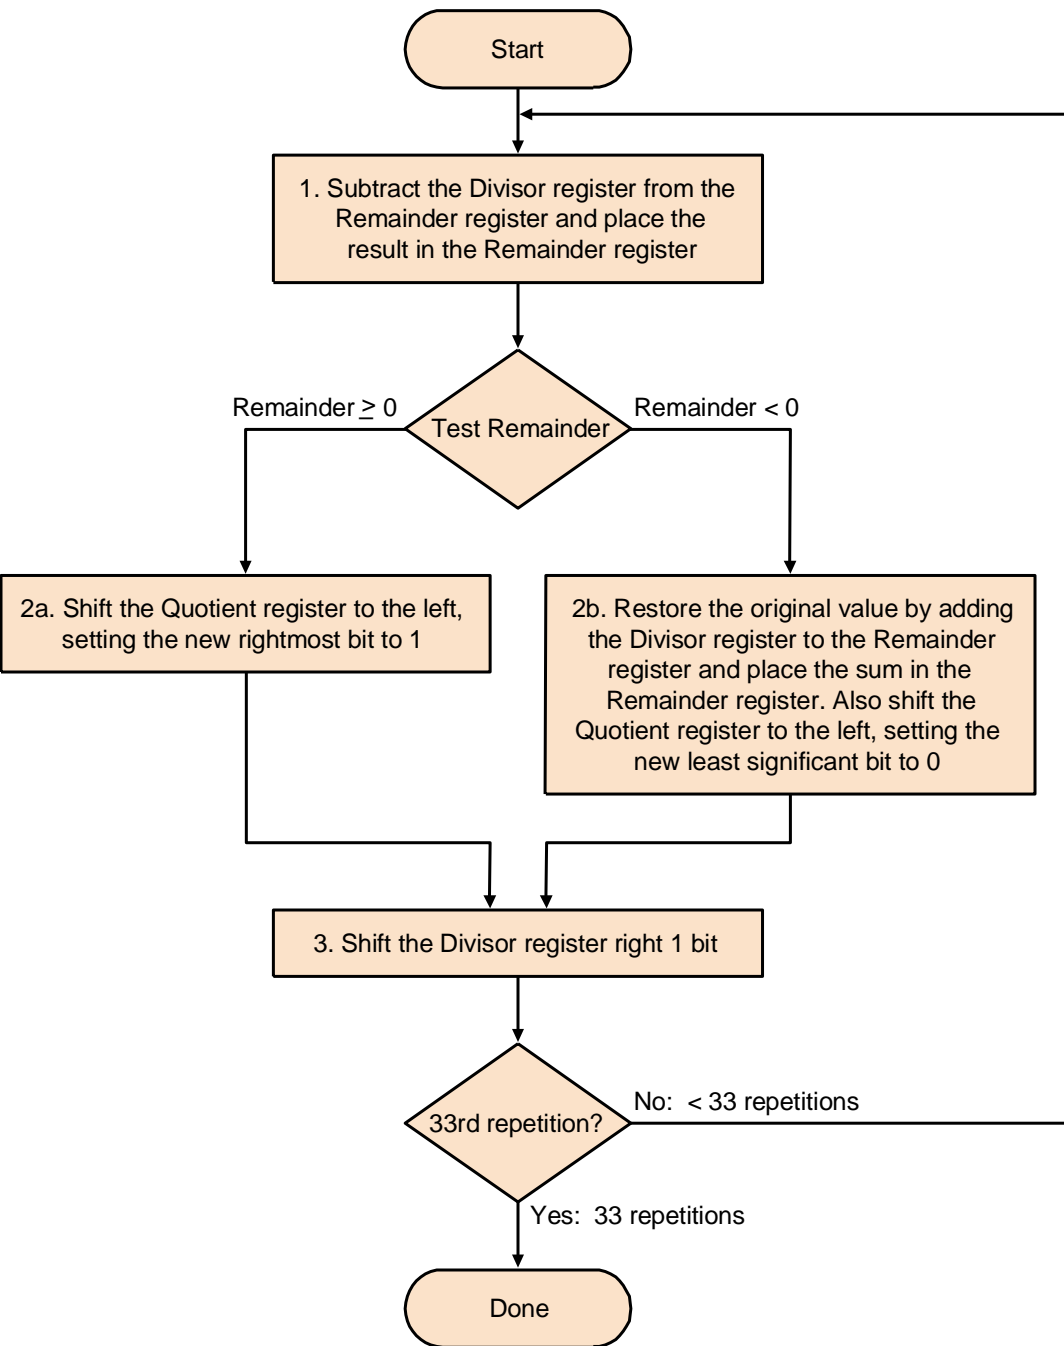 Start
1. Subtract the Divisor register from the
Remainder register and place the
result in the Remainder register
Remainder ≥ 0
Test Remainder
Remainder < 0
2a. Shift the Quotient register to the left,
setting the new rightmost bit to 1
2b. Restore the original value by adding
the Divisor register to the Remainder
register and place the sum in the
Remainder register. Also shift the
Quotient register to the left, setting the
new least significant bit to 0
3. Shift the Divisor register right 1 bit
33rd repetition?
No: < 33 repetitions
Yes: 33 repetitions
Done